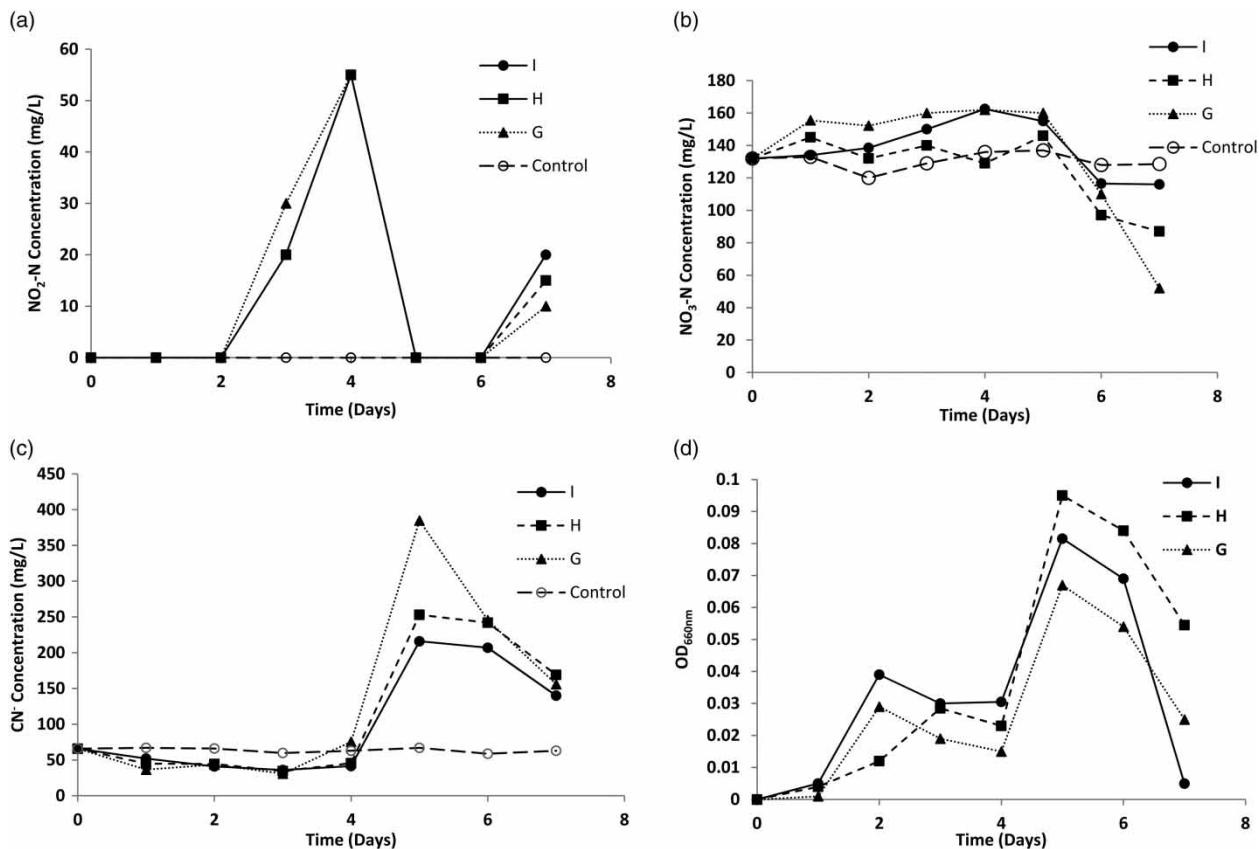 (a)
60
50
40
30
20
10
0
NO₂-N Concentration (mg/L)
0 2 4 6 8
Time (Days)
I
H
G
Control
(b)
180
160
140
120
100
80
60
40
20
0
NO₃-N Concentration (mg/L)
0 2 4 6 8
Time (Days)
I
H
G
Control
(c)
450
400
350
300
250
200
150
100
50
0
CN⁻ Concentration (mg/L)
0 2 4 6 8
Time (Days)
I
H
G
Control
(d)
0.1
0.09
0.08
0.07
0.06
0.05
0.04
0.03
0.02
0.01
0
OD₆₆₀ₙₘ
0 2 4 6 8
Time (Days)
I
H
G